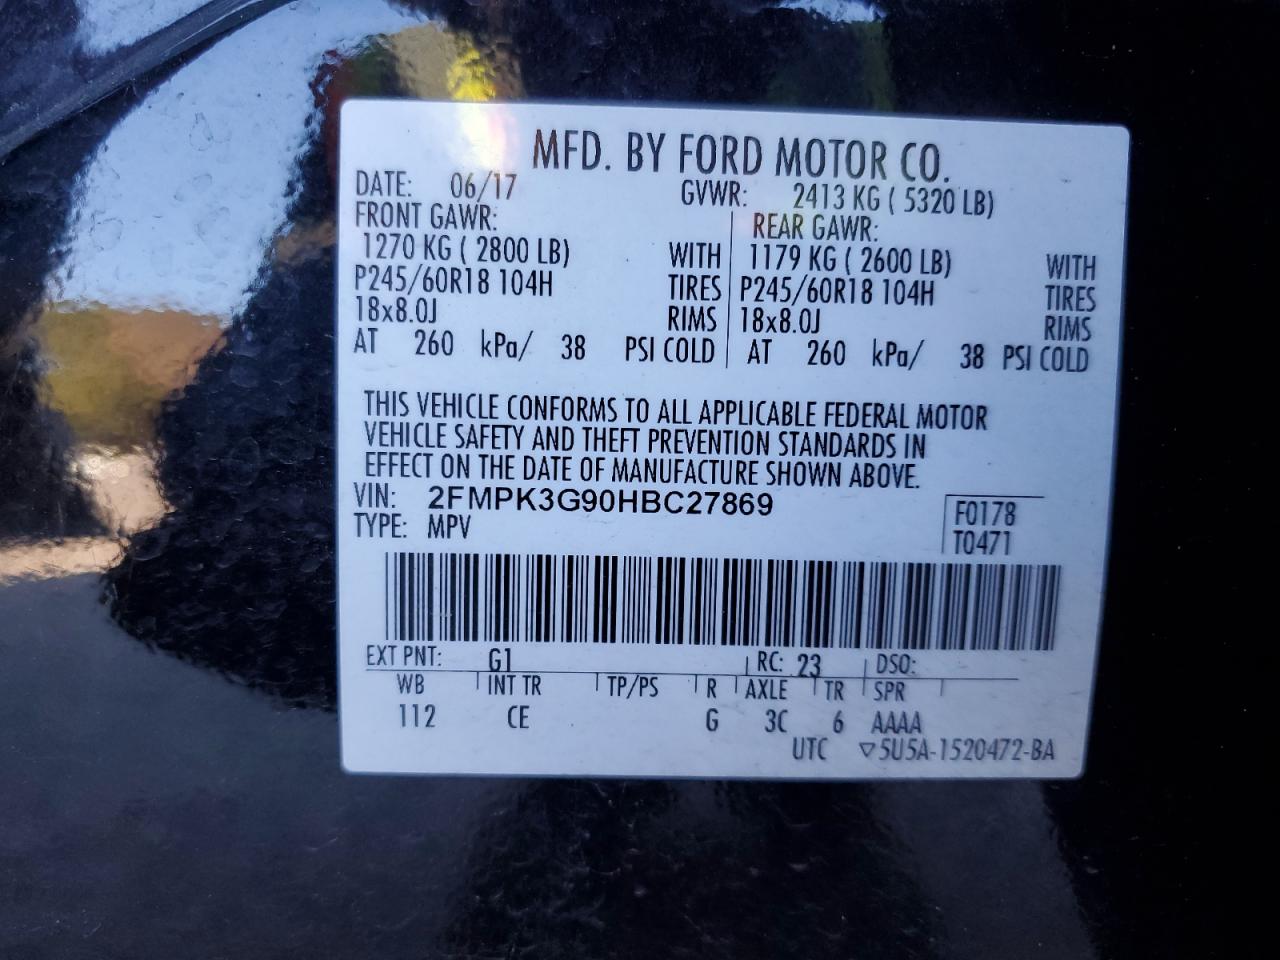 MFD. BY FORD MOTOR CO.
DATE: 06/17 GVWR: 2413 KG ( 5320 LB)
FRONT GAWR: REAR GAWR:
1270 KG ( 2800 LB) WITH 1179 KG ( 2600 LB) WITH
P245/60R18 104H TIRES P245/60R18 104H TIRES
18x8.0J RIMS 18x8.0J RIMS
AT 260 kPa/ 38 PSI COLD AT 260 kPa/ 38 PSI COLD
THIS VEHICLE CONFORMS TO ALL APPLICABLE FEDERAL MOTOR
VEHICLE SAFETY AND THEFT PREVENTION STANDARDS IN
EFFECT ON THE DATE OF MANUFACTURE SHOWN ABOVE.
VIN: 2FMPK3G90HBC27869
TYPE: MPV
F0178
T0471
EXT PNT: G1 RC: 23 DSO:
WB INT TR TP/PS R AXLE TR SPR
112 CE G 3C 6 AAAA
UTC ▽5U5A-1520472-BA